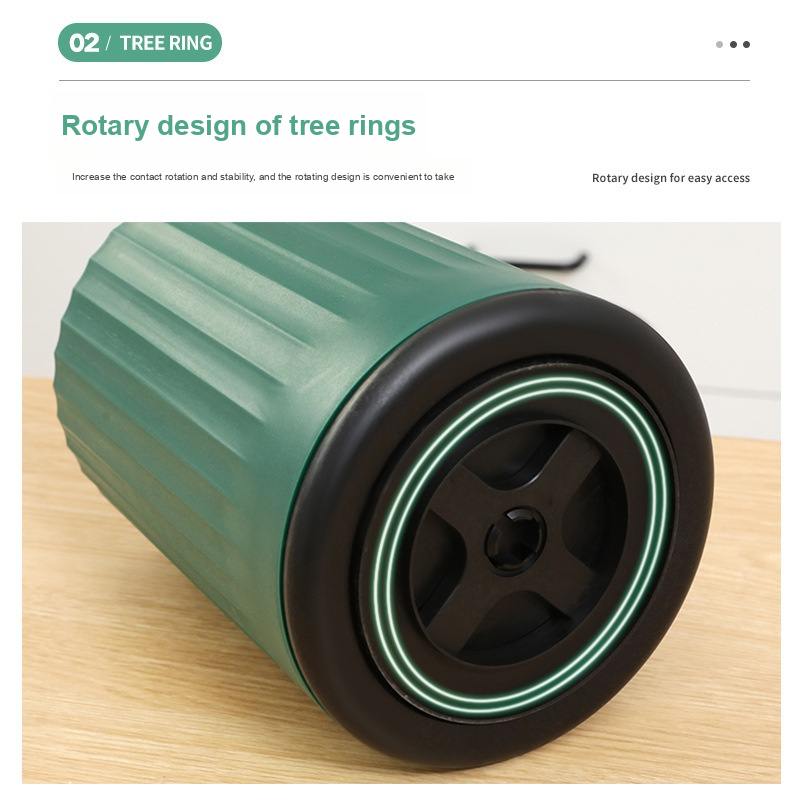 02 / TREE RING
Rotary design of tree rings
Increase the contact rotation and stability, and the rotating design is convenient to take
Rotary design for easy access